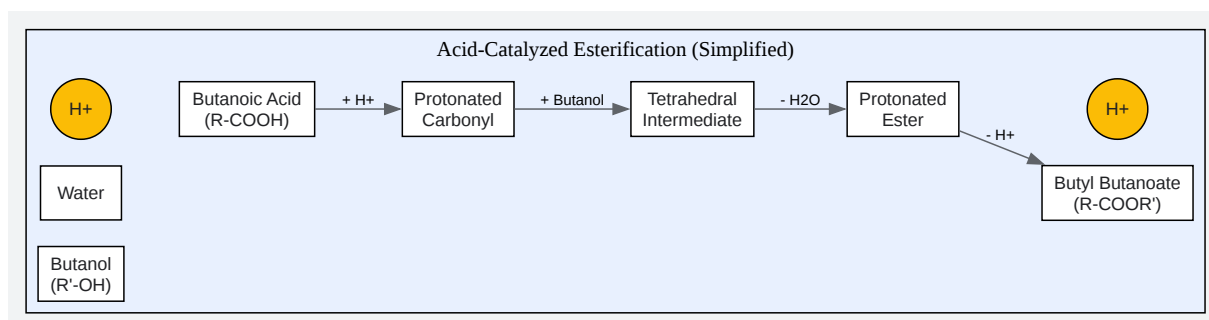 Acid-Catalyzed Esterification (Simplified)
H+
Butanoic Acid
(R-COOH)
+ H+
Protonated
Carbonyl
+ Butanol
Tetrahedral
Intermediate
- H2O
Protonated
Ester
- H+
H+
Water
Butyl Butanoate
(R-COOR')
Butanol
(R'-OH)